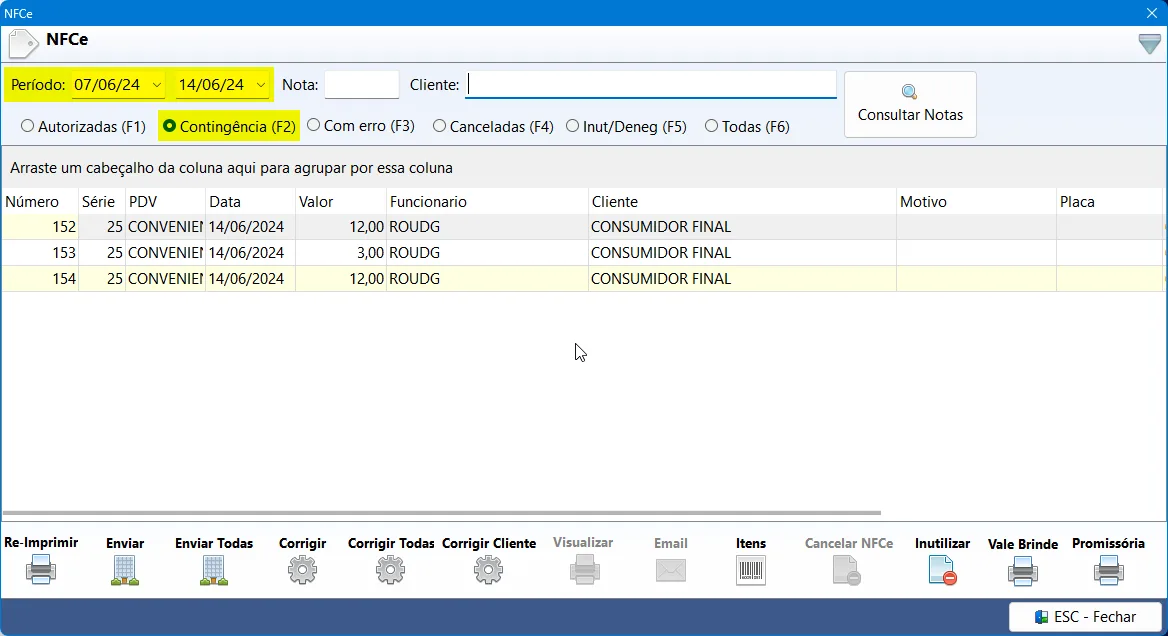 NFCe
NFCe
Período: 07/06/24 14/06/24 Nota: Cliente:
Consultar Notas
Autorizadas (F1) Contingência (F2) Com erro (F3) Canceladas (F4) Inut/Deneg (F5) Todas (F6)
Arraste um cabeçalho da coluna aqui para agrupar por essa coluna
Número Série PDV Data Valor Funcionario Cliente Motivo Placa
152 25 CONVENIEN 14/06/2024 12,00 ROUDG CONSUMIDOR FINAL
153 25 CONVENIEN 14/06/2024 3,00 ROUDG CONSUMIDOR FINAL
154 25 CONVENIEN 14/06/2024 12,00 ROUDG CONSUMIDOR FINAL
Re-Imprimir Enviar Enviar Todas Corrigir Corrigir Todas Corrigir Cliente Visualizar Email Itens Cancelar NFCe Inutilizar Vale Brinde Promissória
ESC - Fechar